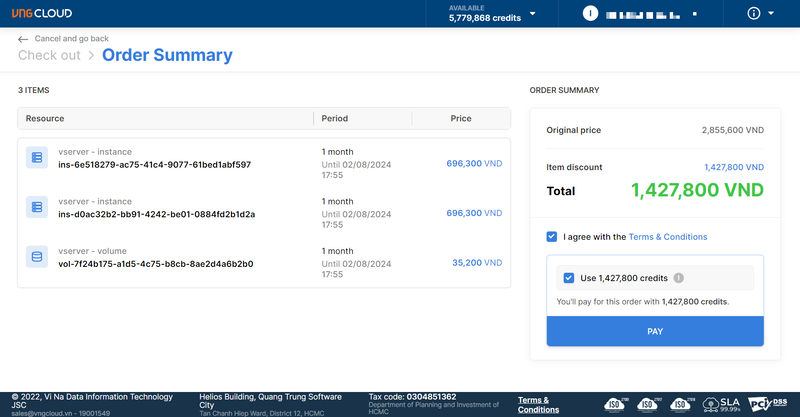 VNG CLOUD
AVAILABLE
5,779,868 credits
Cancel and go back
Check out > Order Summary
3 ITEMS
Resource Period Price
vserver - instance
ins-6e518279-ac75-41c4-9077-61bed1abf597
1 month
Until 02/08/2024
17:55
696,300 VND
vserver - instance
ins-d0ac32b2-bb91-4242-be01-0884fd2b1d2a
1 month
Until 02/08/2024
17:55
696,300 VND
vserver - volume
vol-7f24b175-a1d5-4c75-b8cb-8ae2d4a6b2b0
1 month
Until 02/08/2024
17:55
35,200 VND
ORDER SUMMARY
Original price 2,855,600 VND
Item discount 1,427,800 VND
Total 1,427,800 VND
I agree with the Terms & Conditions
Use 1,427,800 credits
You'll pay for this order with 1,427,800 credits.
PAY
© 2022, Vi Na Data Information Technology
JSC
sales@vngcloud.vn - 19001549
Helios Building, Quang Trung Software
City
Tan Chanh Hiep Ward, District 12, HCMC
Tax code: 0304851362
Department of Planning and Investment of
HCMC
Terms &
Conditions
ISO
ISO
ISO
SLA
99.99%
PCI DSS